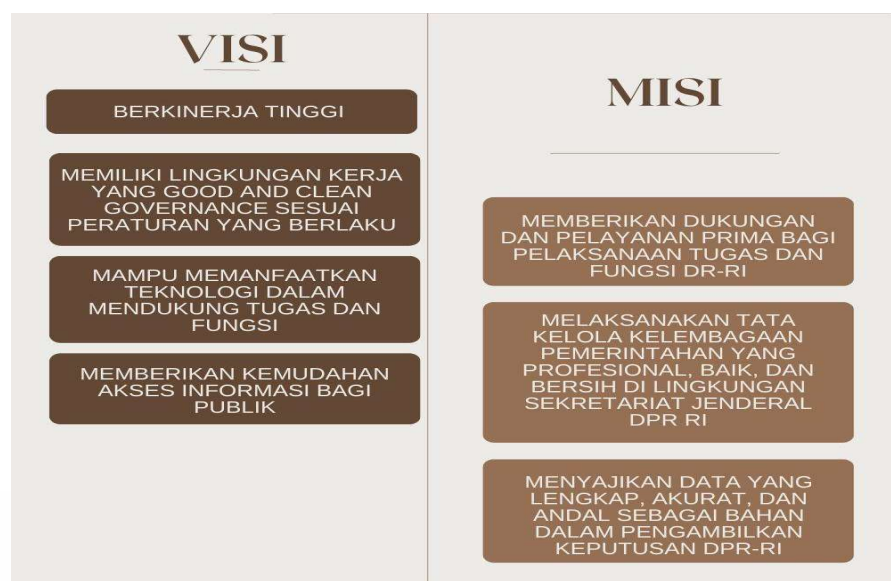 VISI
BERKINERJA TINGGI
MEMILIKI LINGKUNGAN KERJA
YANG GOOD AND CLEAN
GOVERNANCE SESUAI
PERATURAN YANG BERLAKU
MAMPU MEMANFAATKAN
TEKNOLOGI DALAM
MENDUKUNG TUGAS DAN
FUNGSI
MEMBERIKAN KEMUDAHAN
AKSES INFORMASI BAGI
PUBLIK
MISI
MEMBERIKAN DUKUNGAN
DAN PELAYANAN PRIMA BAGI
PELAKSANAAN TUGAS DAN
FUNGSI DR-RI
MELAKSANAKAN TATA
KELOLA KELEMBAGAAN
PEMERINTAHAN YANG
PROFESIONAL, BAIK, DAN
BERSIH DI LINGKUNGAN
SEKRETARIAT JENDERAL
DPR RI
MENYAJIKAN DATA YANG
LENGKAP, AKURAT, DAN
ANDAL SEBAGAI BAHAN
DALAM PENGAMBILKAN
KEPUTUSAN DPR-RI